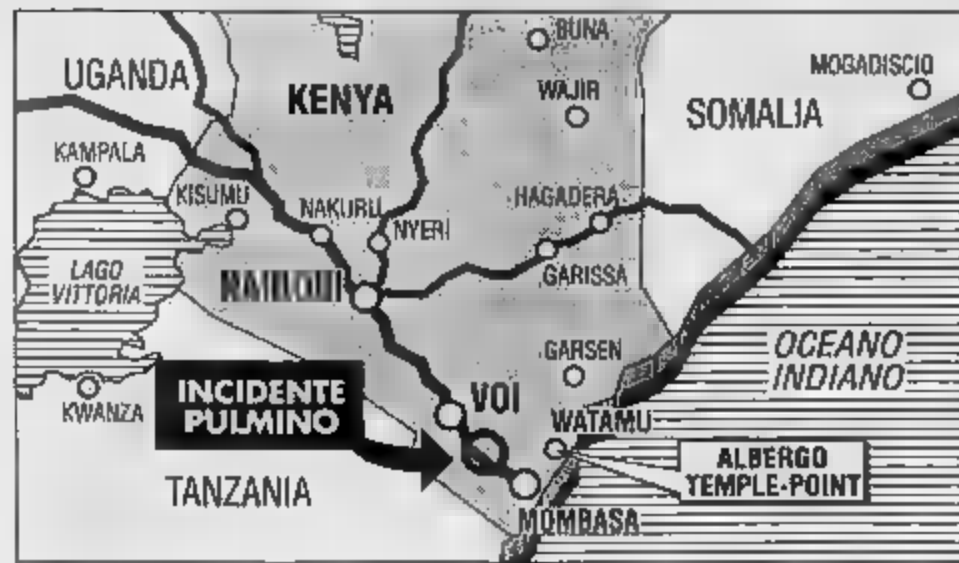 BUNA
MOGADISCIO
UGANDA
KENYA
WAJIR
SOMALIA
KAMPALA
KISUMU
NAKURU
HAGADERA
NYERI
LAGO
VITTORIA
NAIROBI
GARISSA
OCEANO
INDIANO
GARSEN
INCIDENTE
PULMINO
VOI
KWANZA
WATAMU
ALBERGO
TEMPLE-POINT
TANZANIA
MOMBASA